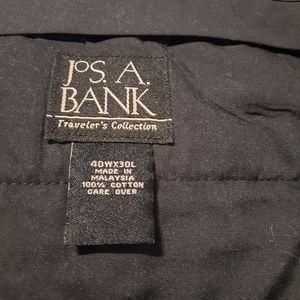 JOS. A.
BANK
Traveler's Collection
40WX30L
MADE IN
MALAYSIA
100% COTTON
CARE OVER